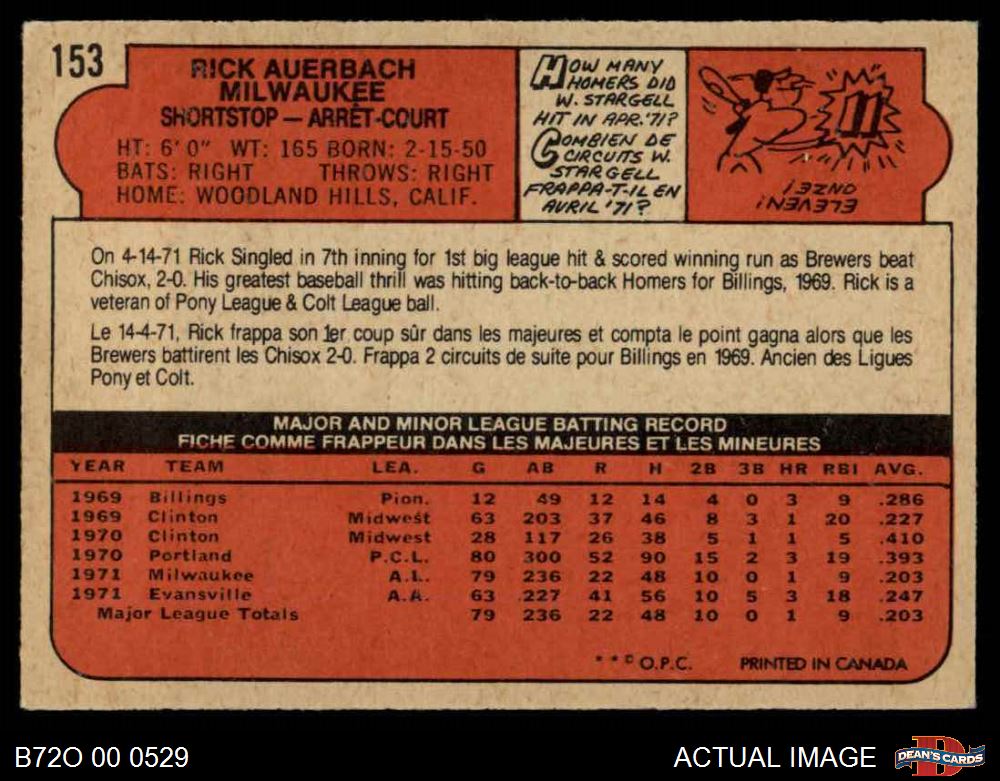 153
RICK AUERBACH
MILWAUKEE
SHORTSTOP — ARRÊT-COURT
HT: 6'0" WT: 165 BORN: 2-15-50
BATS: RIGHT THROWS: RIGHT
HOME: WOODLAND HILLS, CALIF.
HOW MANY
HOMERS DID
W. STARGELL
HIT IN APR. '71?
COMBIEN DE
CIRCUITS W.
STARGELL
FRAPPA-T-IL EN
AVRIL '71?
11
ELEVEN!
ONZE!
On 4-14-71 Rick Singled in 7th inning for 1st big league hit & scored winning run as Brewers beat
Chisox, 2-0. His greatest baseball thrill was hitting back-to-back Homers for Billings, 1969. Rick is a
veteran of Pony League & Colt League ball.
Le 14-4-71, Rick frappa son 1er coup sûr dans les majeures et compta le point gagna alors que les
Brewers battirent les Chisox 2-0. Frappa 2 circuits de suite pour Billings en 1969. Ancien des Ligues
Pony et Colt.
MAJOR AND MINOR LEAGUE BATTING RECORD
FICHE COMME FRAPPEUR DANS LES MAJEURES ET LES MINEURES
YEAR TEAM LEA. G AB R H 2B 3B HR RBI AVG.
1969 Billings Pion. 12 49 12 14 4 0 3 9 .286
1969 Clinton Midwest 63 203 37 46 8 3 1 20 .227
1970 Clinton Midwest 28 117 26 38 5 1 1 5 .410
1970 Portland P.C.L. 80 300 52 90 15 2 3 19 .393
1971 Milwaukee A.L. 79 236 22 48 10 0 1 9 .203
1971 Evansville A.A. 63 .227 41 56 10 5 3 18 .247
Major League Totals 79 236 22 48 10 0 1 9 .203
* * © O.P.C. PRINTED IN CANADA
B72O 00 0529
ACTUAL IMAGE
DEAN'S CARDS